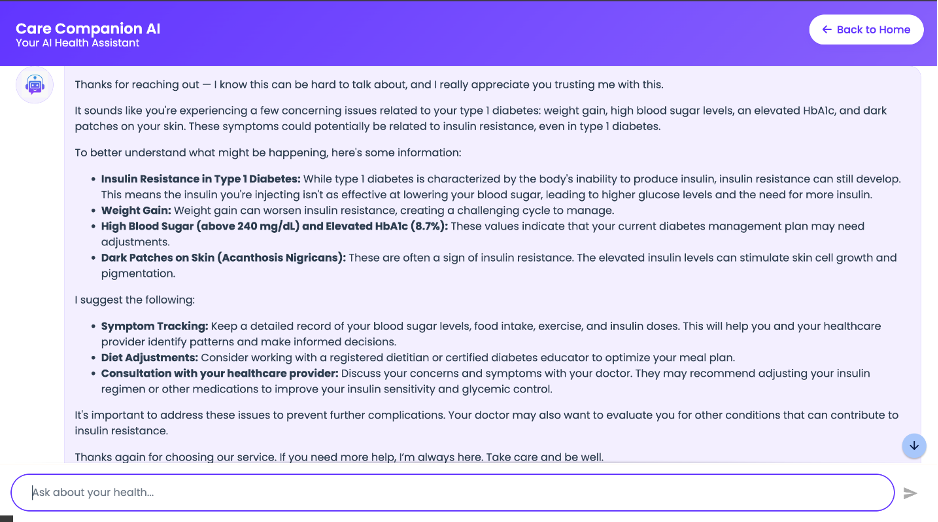 Care Companion AI
Your AI Health Assistant
← Back to Home
Thanks for reaching out — I know this can be hard to talk about, and I really appreciate you trusting me with this.
It sounds like you're experiencing a few concerning issues related to your type 1 diabetes: weight gain, high blood sugar levels, an elevated HbA1c, and dark
patches on your skin. These symptoms could potentially be related to insulin resistance, even in type 1 diabetes.
To better understand what might be happening, here's some information:
• Insulin Resistance in Type 1 Diabetes: While type 1 diabetes is characterized by the body's inability to produce insulin, insulin resistance can still develop.
This means the insulin you're injecting isn't as effective at lowering your blood sugar, leading to higher glucose levels and the need for more insulin.
• Weight Gain: Weight gain can worsen insulin resistance, creating a challenging cycle to manage.
• High Blood Sugar (above 240 mg/dL) and Elevated HbA1c (8.7%): These values indicate that your current diabetes management plan may need
adjustments.
• Dark Patches on Skin (Acanthosis Nigricans): These are often a sign of insulin resistance. The elevated insulin levels can stimulate skin cell growth and
pigmentation.
I suggest the following:
• Symptom Tracking: Keep a detailed record of your blood sugar levels, food intake, exercise, and insulin doses. This will help you and your healthcare
provider identify patterns and make informed decisions.
• Diet Adjustments: Consider working with a registered dietitian or certified diabetes educator to optimize your meal plan.
• Consultation with your healthcare provider: Discuss your concerns and symptoms with your doctor. They may recommend adjusting your insulin
regimen or other medications to improve your insulin sensitivity and glycemic control.
It's important to address these issues to prevent further complications. Your doctor may also want to evaluate you for other conditions that can contribute to
insulin resistance.
Thanks again for choosing our service. If you need more help, I'm always here. Take care and be well.
Ask about your health...